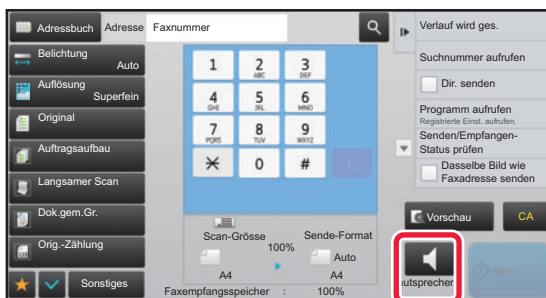 Adressbuch
Adresse
Faxnummer
Verlauf wird ges.
Belichtung
Auto
Auflösung
Superfein
Original
Auftragsaufbau
Langsamer Scan
Dok.gem.Gr.
Orig.-Zählung
Sonstiges
1
2
ABC
3
DEF
4
GHI
5
JKL
6
MNO
7
PQRS
8
TUV
9
WXYZ
0
#
C
Scan-Grösse
100%
Sende-Format
Auto
A4
A4
Faxempfangsspeicher : 100%
Suchnummer aufrufen
Dir. senden
Programm aufrufen
Registrierte Einst. aufrufen.
Senden/Empfangen-
Status prüfen
Dasselbe Bild wie
Faxadresse senden
Vorschau
CA
autsprecher
Start